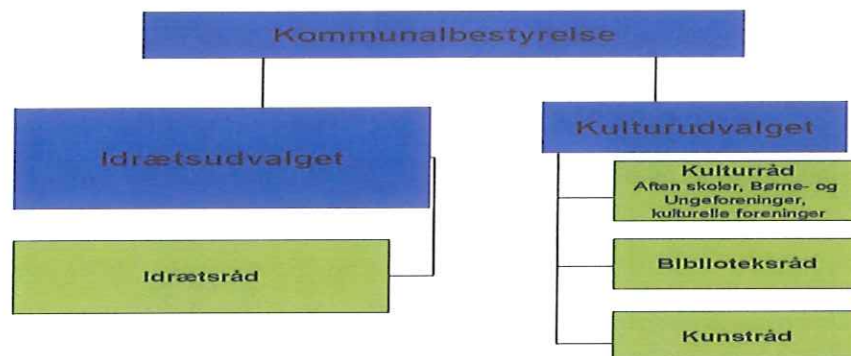 Kommunalbestyrelse
Idrætsudvalget
Idrætsråd
Kulturudvalget
Kulturråd
Aften skoler, Børne- og
Ungeforeninger,
kulturelle foreninger
Biblioteksråd
Kunstråd